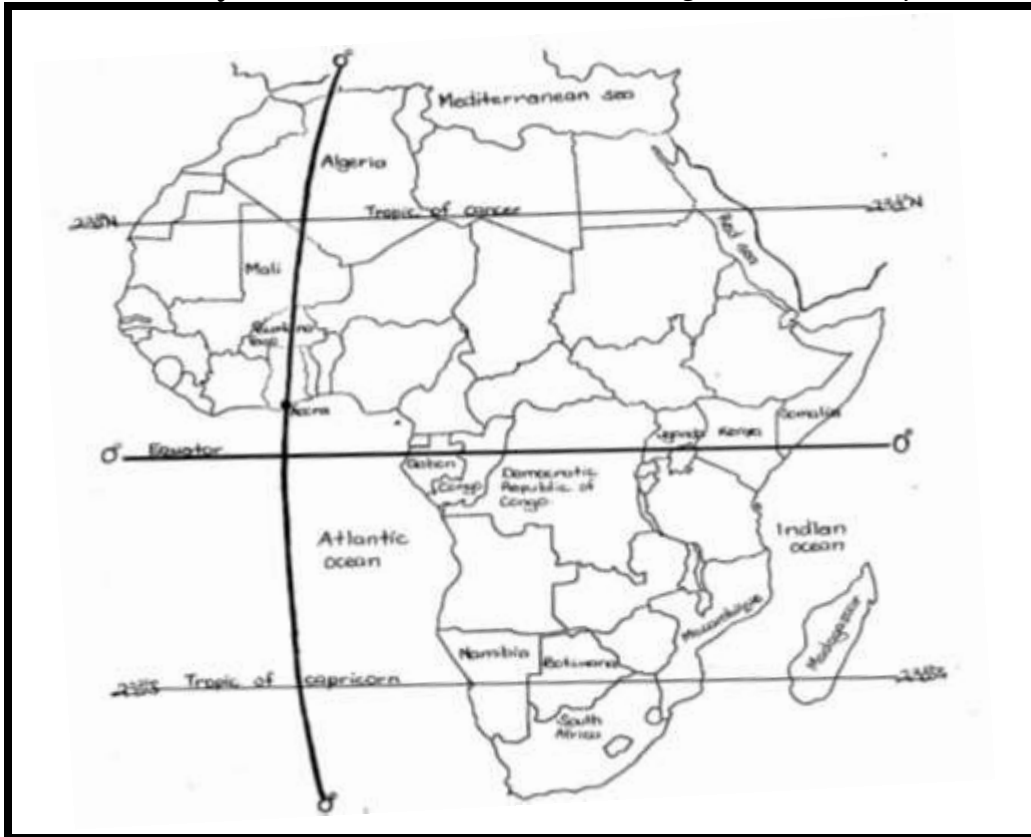 0°
Mediterranean sea
Algeria
23½°N
Tropic of cancer
23½°N
Red sea
Mali
Burkina
Faso
Accra
Uganda
Kenya
Somalia
0°
Equator
0°
Gabon
Congo
Democratic
Republic of
Congo
Atlantic
ocean
Indian
ocean
Mozambique
Madagascar
Namibia
Botswana
23½°S
Tropic of capricorn
23½°S
South
Africa
0°